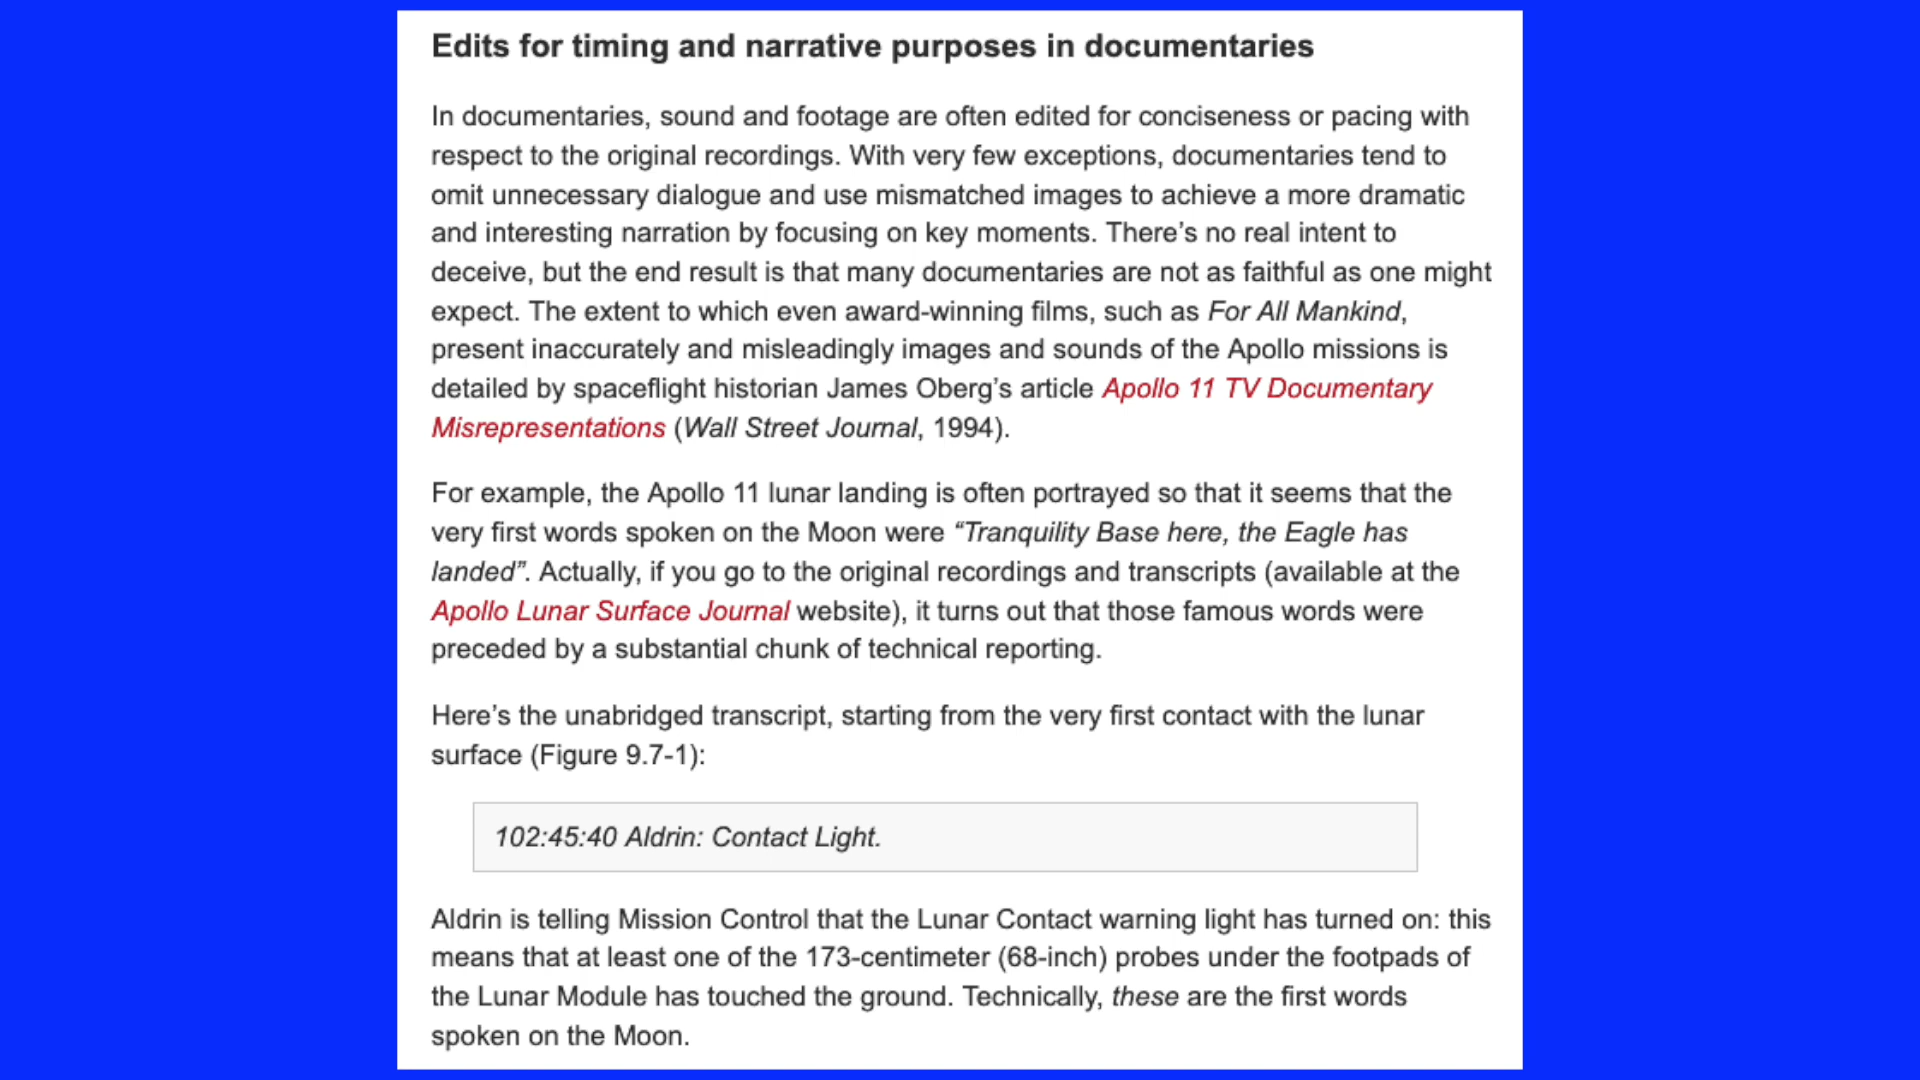 Edits for timing and narrative purposes in documentaries
In documentaries, sound and footage are often edited for conciseness or pacing with
respect to the original recordings. With very few exceptions, documentaries tend to
omit unnecessary dialogue and use mismatched images to achieve a more dramatic
and interesting narration by focusing on key moments. There’s no real intent to
deceive, but the end result is that many documentaries are not as faithful as one might
expect. The extent to which even award-winning films, such as For All Mankind,
present inaccurately and misleadingly images and sounds of the Apollo missions is
detailed by spaceflight historian James Oberg’s article Apollo 11 TV Documentary
Misrepresentations (Wall Street Journal, 1994).
For example, the Apollo 11 lunar landing is often portrayed so that it seems that the
very first words spoken on the Moon were “Tranquility Base here, the Eagle has
landed”. Actually, if you go to the original recordings and transcripts (available at the
Apollo Lunar Surface Journal website), it turns out that those famous words were
preceded by a substantial chunk of technical reporting.
Here’s the unabridged transcript, starting from the very first contact with the lunar
surface (Figure 9.7-1):
102:45:40 Aldrin: Contact Light.
Aldrin is telling Mission Control that the Lunar Contact warning light has turned on: this
means that at least one of the 173-centimeter (68-inch) probes under the footpads of
the Lunar Module has touched the ground. Technically, these are the first words
spoken on the Moon.